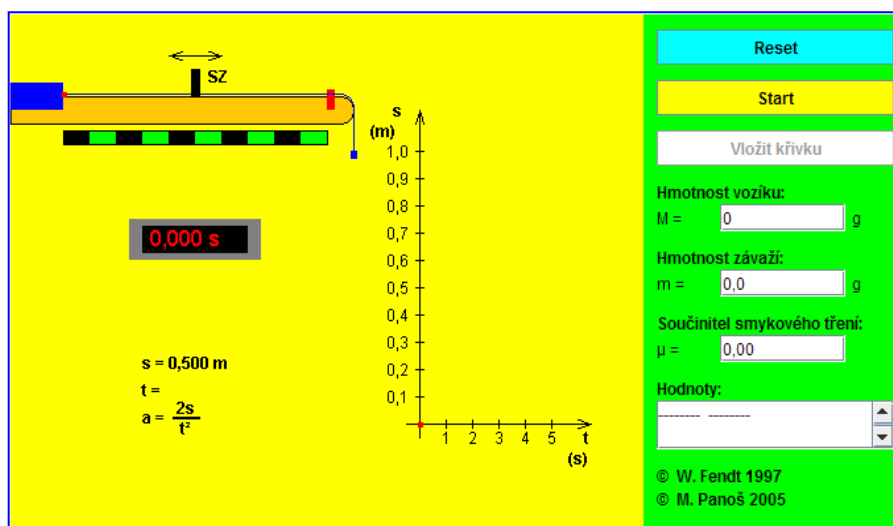 SZ
0,000 s
s = 0,500 m
t =
a = 2s
t²
s
(m)
1,0
0,9
0,8
0,7
0,6
0,5
0,4
0,3
0,2
0,1
1 2 3 4 5 t
(s)
Reset
Start
Vložit křivku
Hmotnost vozíku:
M = 0 g
Hmotnost závaží:
m = 0,0 g
Součinitel smykového tření:
μ = 0,00
Hodnoty:
-------- --------
© W. Fendt 1997
© M. Panoš 2005